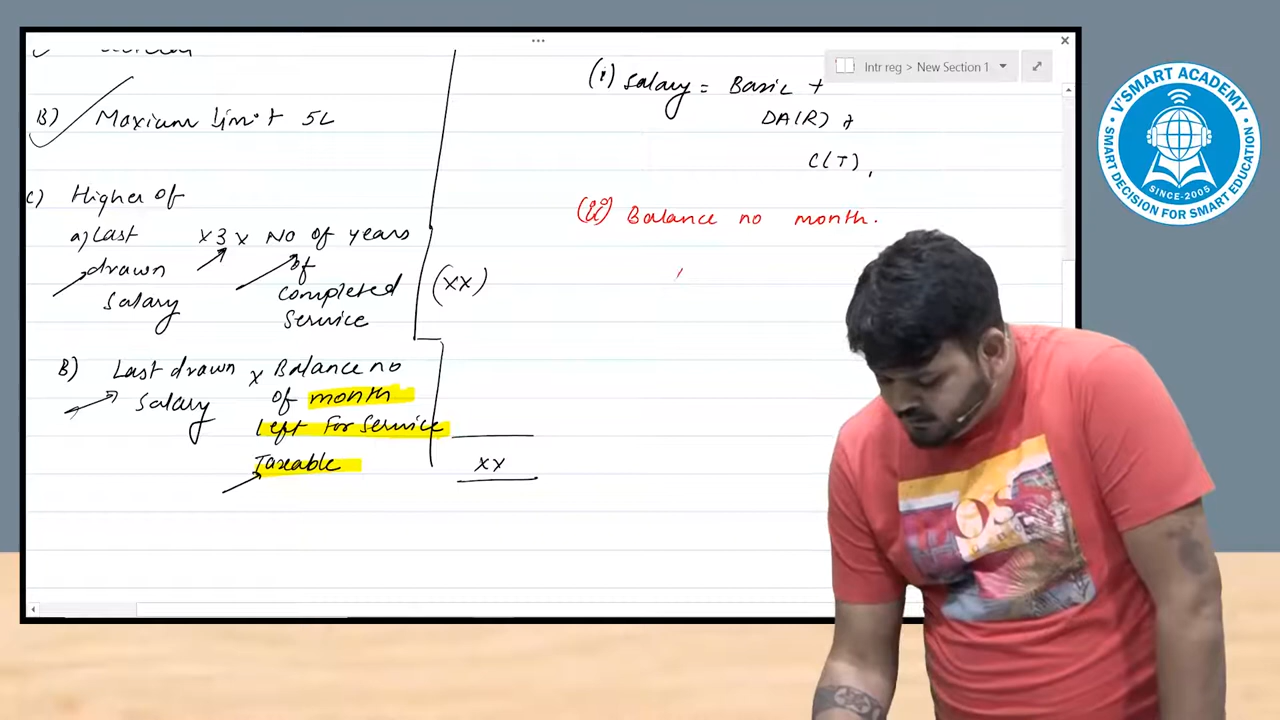 B) Maxium limit 5L
C) Higher of
a) Last x 3 x No of years
drawn of
Salary Completed
Service
(xx)
B) Last drawn x Balance no
Salary of month
left For Service
Taxable
xx
(i) Salary = Basic +
DA(R) +
C(T),
(ii) Balance no month.
Intr reg > New Section 1
V'SMART ACADEMY
SINCE-2005
SMART DECISION FOR SMART EDUCATION